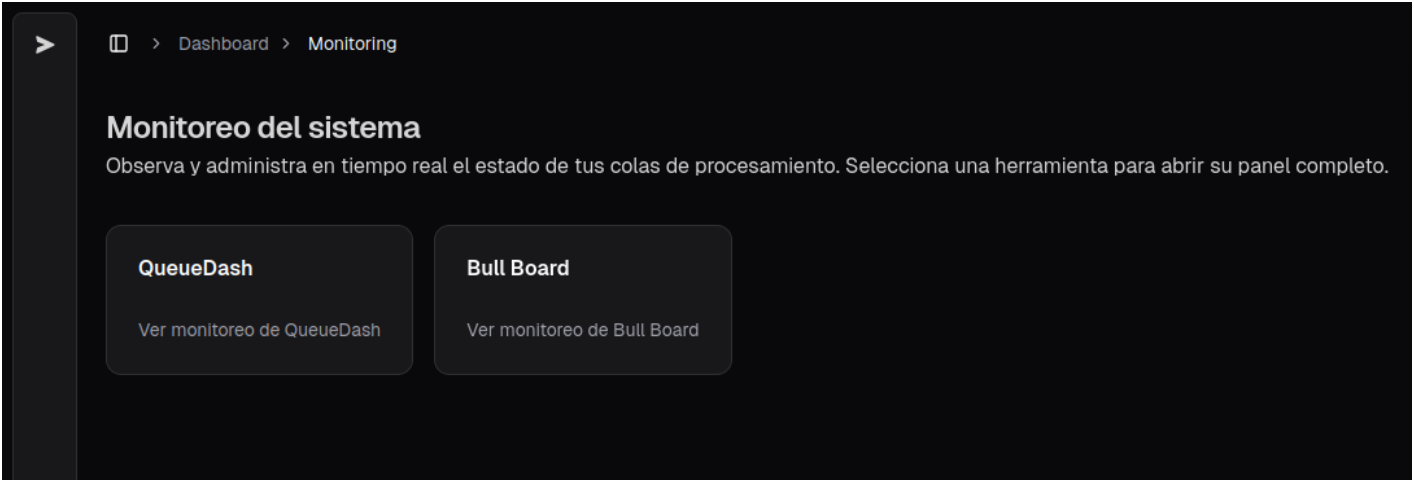 Dashboard > Monitoring
Monitoreo del sistema
Observa y administra en tiempo real el estado de tus colas de procesamiento. Selecciona una herramienta para abrir su panel completo.
QueueDash
Ver monitoreo de QueueDash
Bull Board
Ver monitoreo de Bull Board